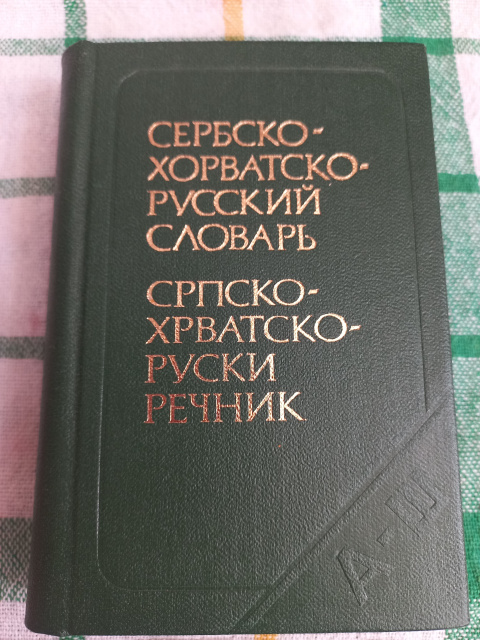 СЕРБСКО-
ХОРВАТСКО-
РУССКИЙ
СЛОВАРЬ
СРПСКО-
ХРВАТСКО-
РУСКИ
РЕЧНИК
А-Ш